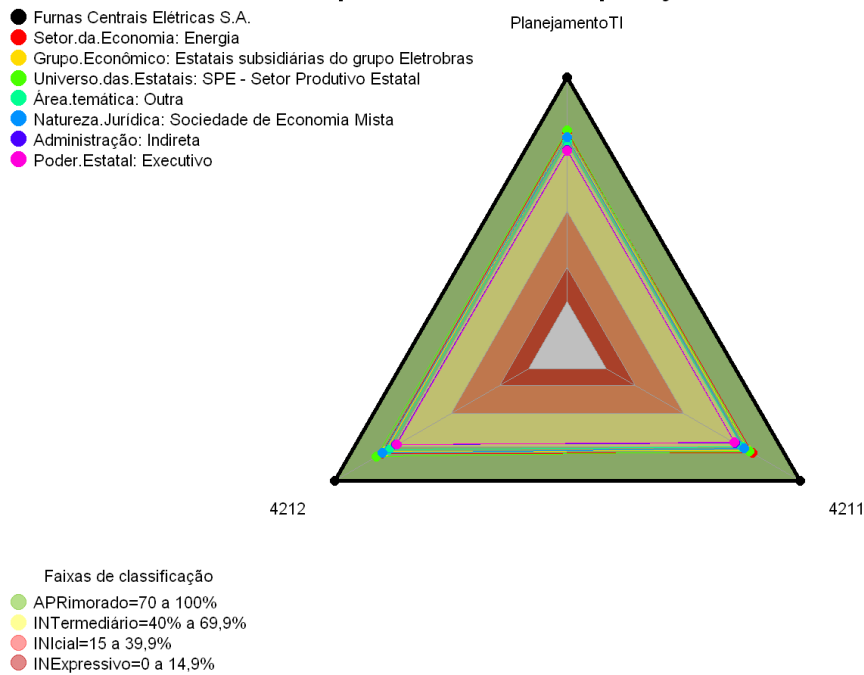 Furnas Centrais Elétricas S.A.
Setor.da.Economia: Energia
Grupo.Econômico: Estatais subsidiárias do grupo Eletrobras
Universo.das.Estatais: SPE - Setor Produtivo Estatal
Área.temática: Outra
Natureza.Jurídica: Sociedade de Economia Mista
Administração: Indireta
Poder.Estatal: Executivo
PlanejamentoTI
4212
4211
Faixas de classificação
APRimorado=70 a 100%
INTermediário=40% a 69,9%
INIcial=15 a 39,9%
INExpressivo=0 a 14,9%